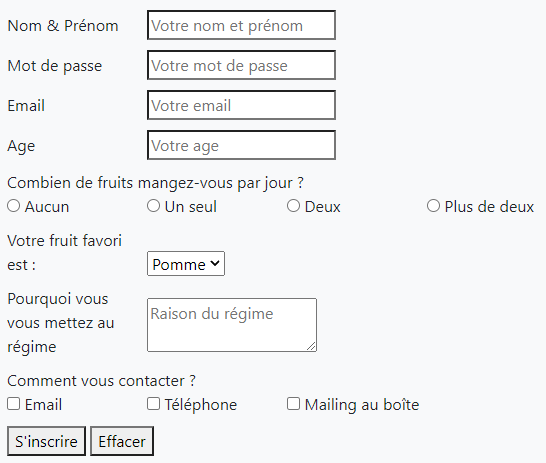 Nom & Prénom Votre nom et prénom
Mot de passe Votre mot de passe
Email Votre email
Age Votre age
Combien de fruits mangez-vous par jour ?
Aucun Un seul Deux Plus de deux
Votre fruit favori
est : Pomme
Pourquoi vous
vous mettez au
régime
Raison du régime
Comment vous contacter ?
Email Téléphone Mailing au boîte
S'inscrire Effacer